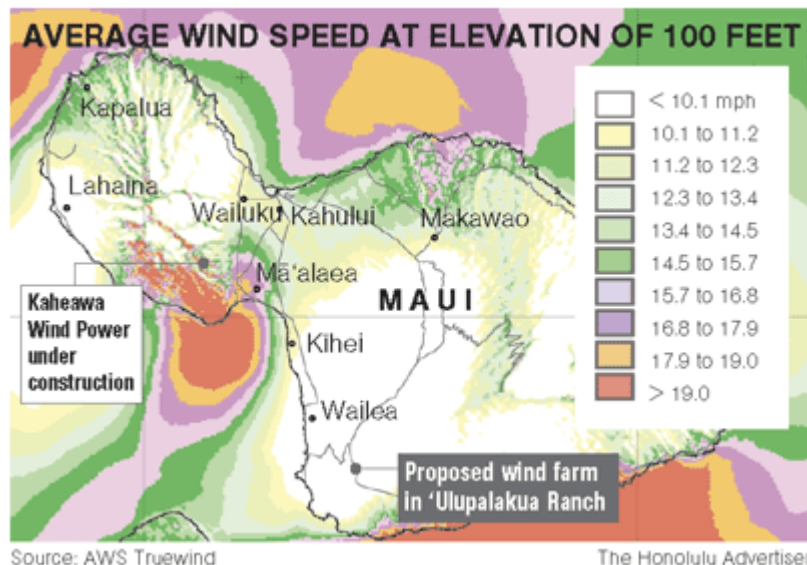 AVERAGE WIND SPEED AT ELEVATION OF 100 FEET
Kapalua
Lahaina
Wailuku
Kahului
Makawao
Mā‘alaea
MAUI
Kīhei
Wailea
Kaheawa
Wind Power
under
construction
Proposed wind farm
in ‘Ulupalakua Ranch
< 10.1 mph
10.1 to 11.2
11.2 to 12.3
12.3 to 13.4
13.4 to 14.5
14.5 to 15.7
15.7 to 16.8
16.8 to 17.9
17.9 to 19.0
> 19.0
Source: AWS Truewind
The Honolulu Advertiser